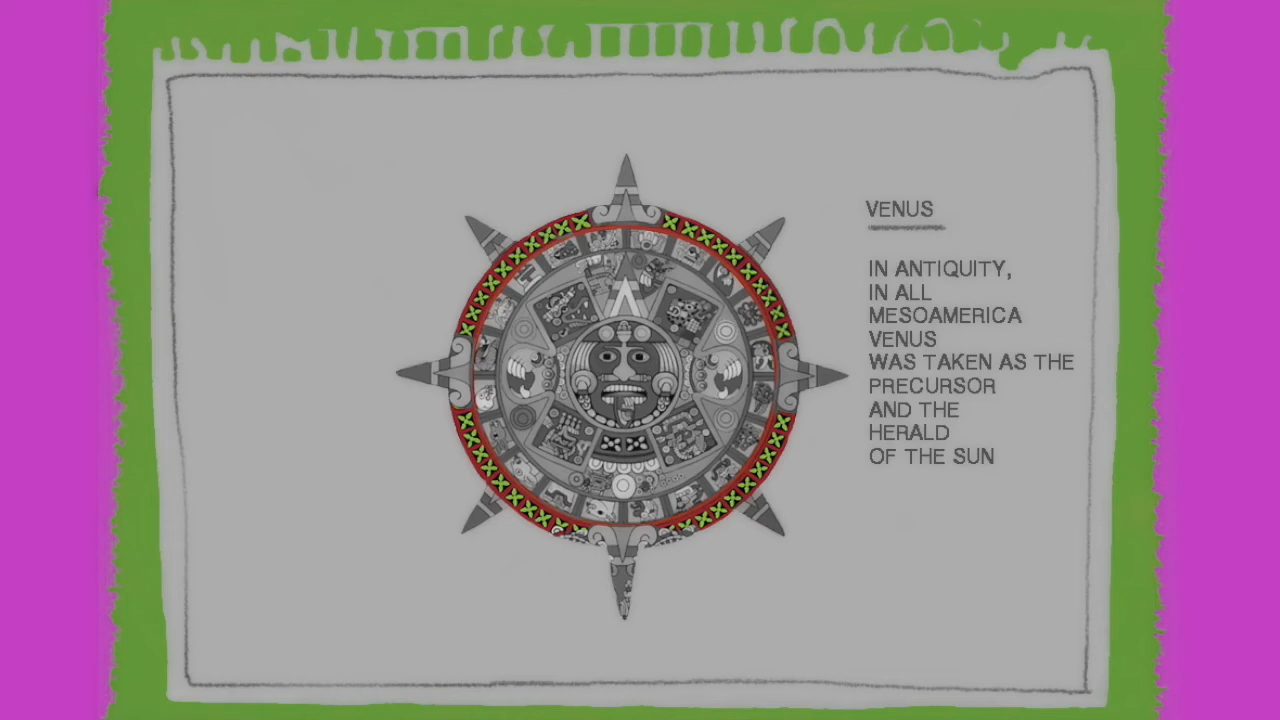 VENUS
IN ANTIQUITY,
IN ALL
MESOAMERICA
VENUS
WAS TAKEN AS THE
PRECURSOR
AND THE
HERALD
OF THE SUN